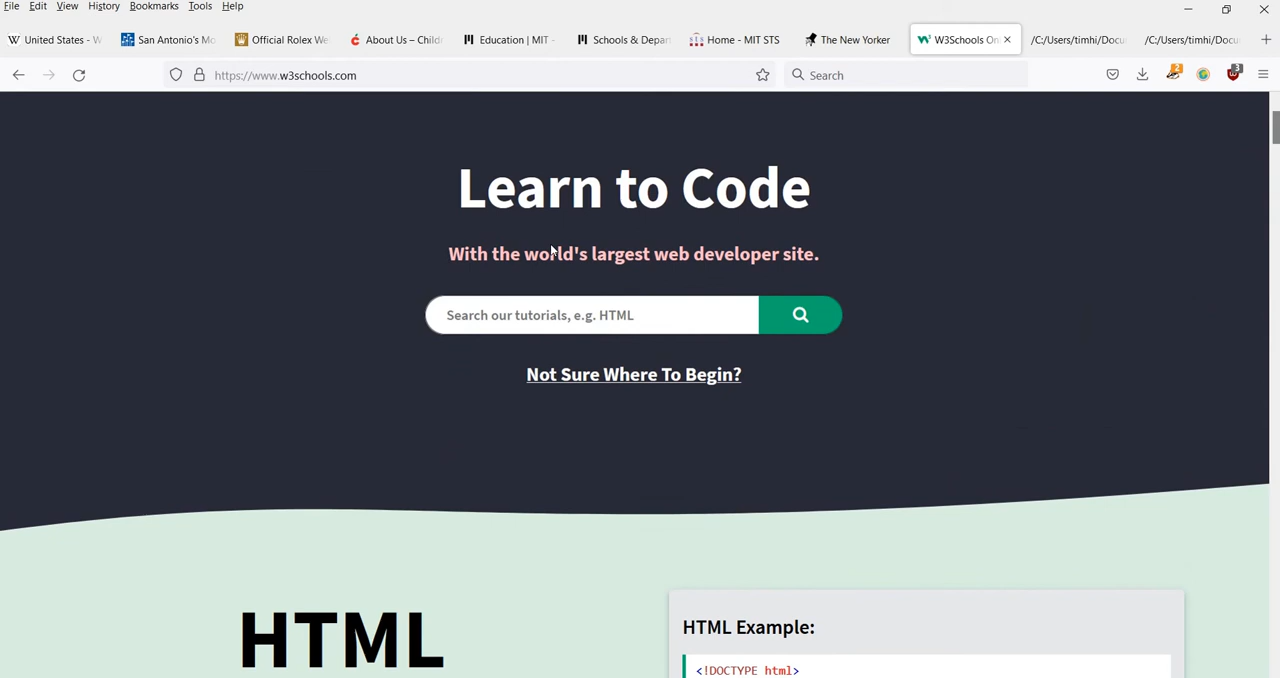 File Edit View History Bookmarks Tools Help
United States - W San Antonio's Mo Official Rolex We About Us – Child Education | MIT - Schools & Depar Home - MIT STS The New Yorker W3Schools On /C:/Users/timhi/Docu /C:/Users/timhi/Docu
https://www.w3schools.com Search 2 3
Learn to Code
With the world's largest web developer site.
Search our tutorials, e.g. HTML
Not Sure Where To Begin?
HTML
HTML Example:
<!DOCTYPE html>